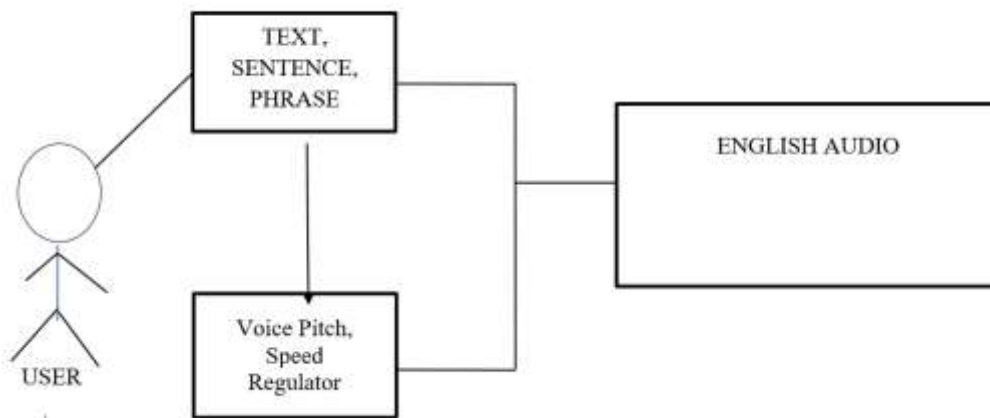 TEXT,
SENTENCE,
PHRASE
ENGLISH AUDIO
Voice Pitch,
Speed
Regulator
USER